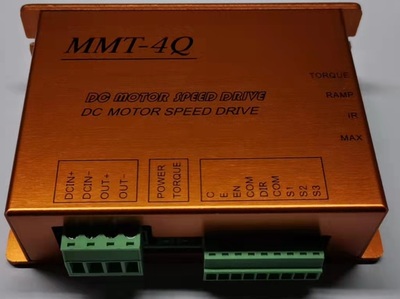 MMT-4Q
DC MOTOR SPEED DRIVE
DC MOTOR SPEED DRIVE
TORQUE
RAMP
IR
MAX
DCIN+
DCIN-
OUT+
OUT-
POWER
TORQUE
C
E
EN
COM
DIR
COM
S1
S2
S3